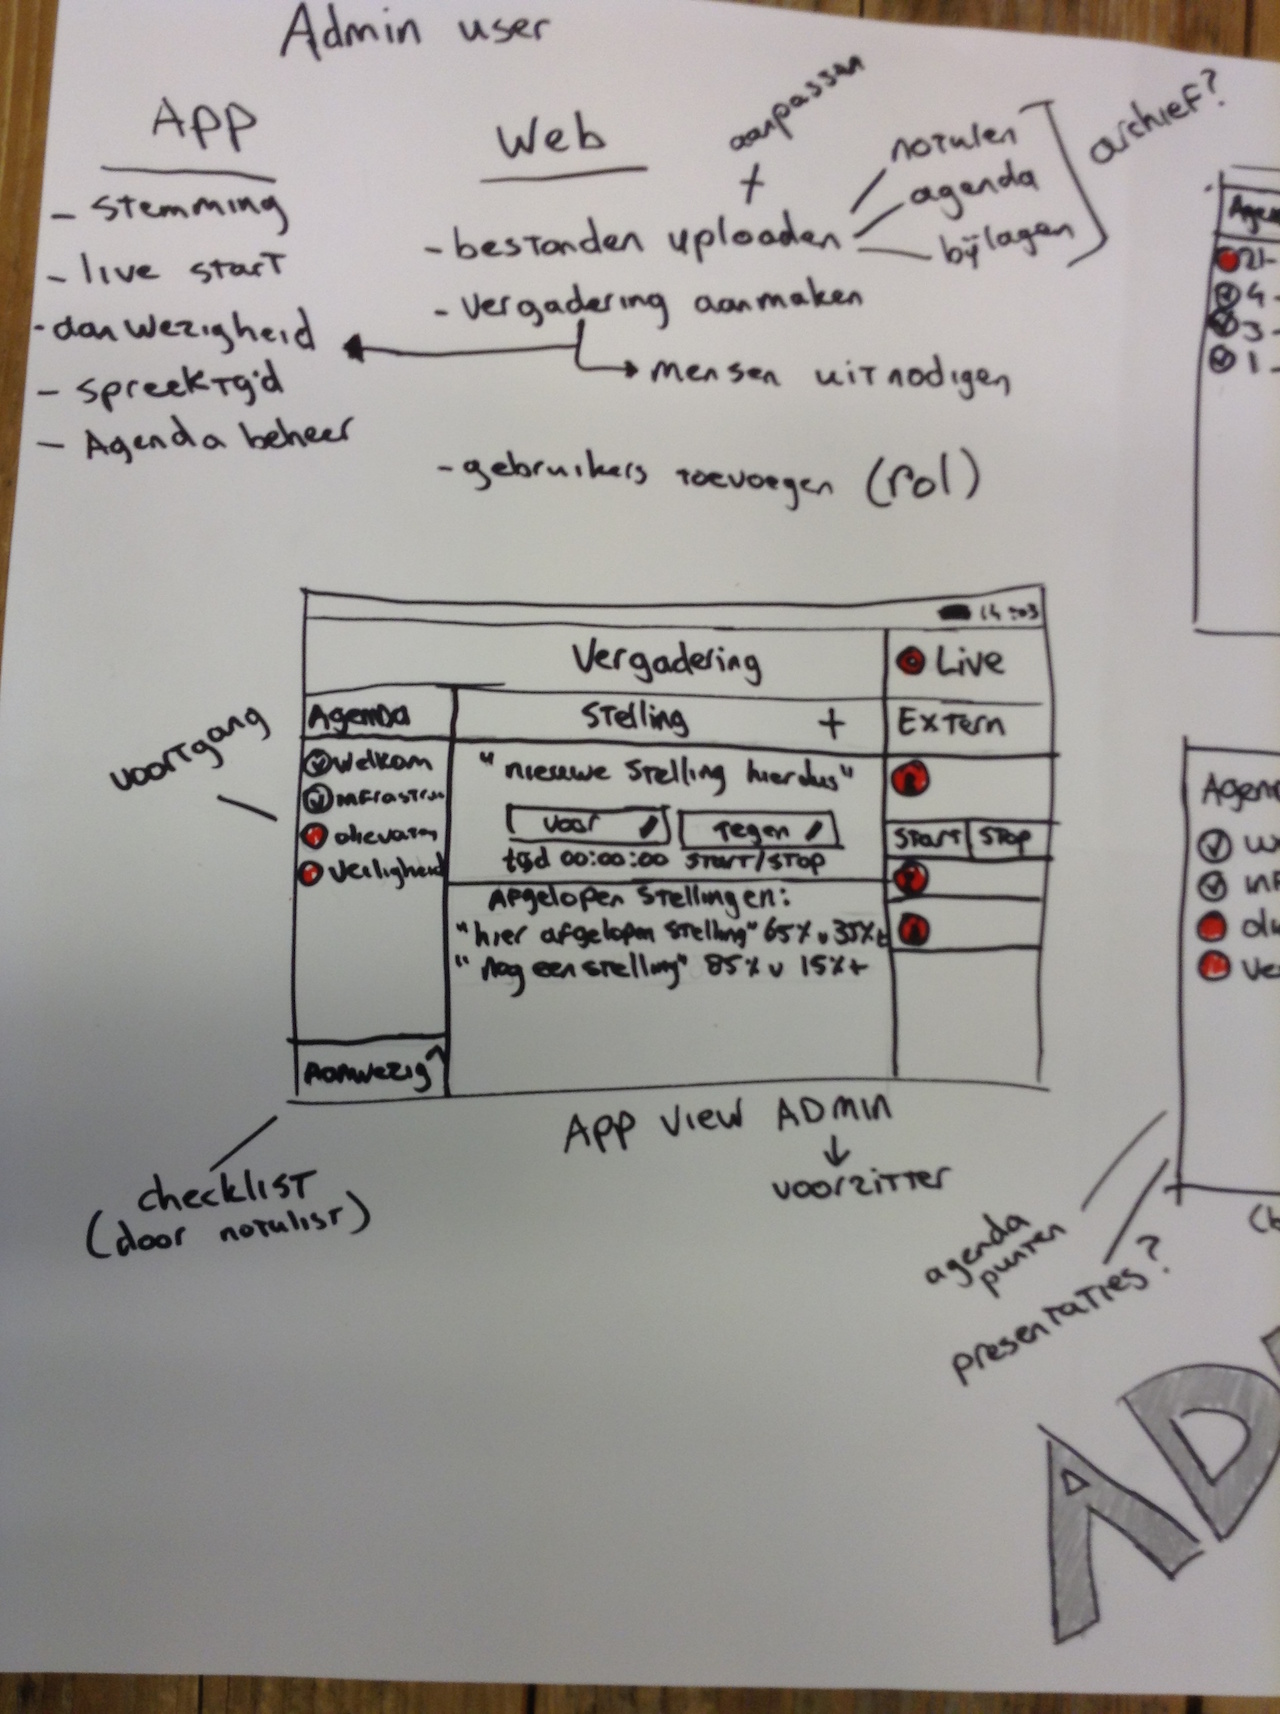 Admin user
App
- stemming
- live start
- aanwezigheid
- spreektijd
- Agenda beheer
Web
aanpassen
+
- bestanden uploaden
notulen
agenda
bijlagen
archief?
- vergadering aanmaken
mensen uitnodigen
- gebruikers toevoegen (rol)
14:03
Vergadering
Live
Agenda
Stelling +
Extern
voortgang
Welkom
infrastruc
Veiligheid
"nieuwe stelling hier dus"
voor
tegen
tijd 00:00:00 START/STOP
START STOP
Afgelopen stellingen:
"hier afgelopen stelling" 65% v 35% t
"nog een stelling" 85% v 15% t
Aanwezig ^
APP VIEW ADMIN
voorzitter
checklist
(door notulist)
agenda
punten
presentaties?
Agen
21-
4-
3-
1-
Agen
W
inf
Ve
(b
AD